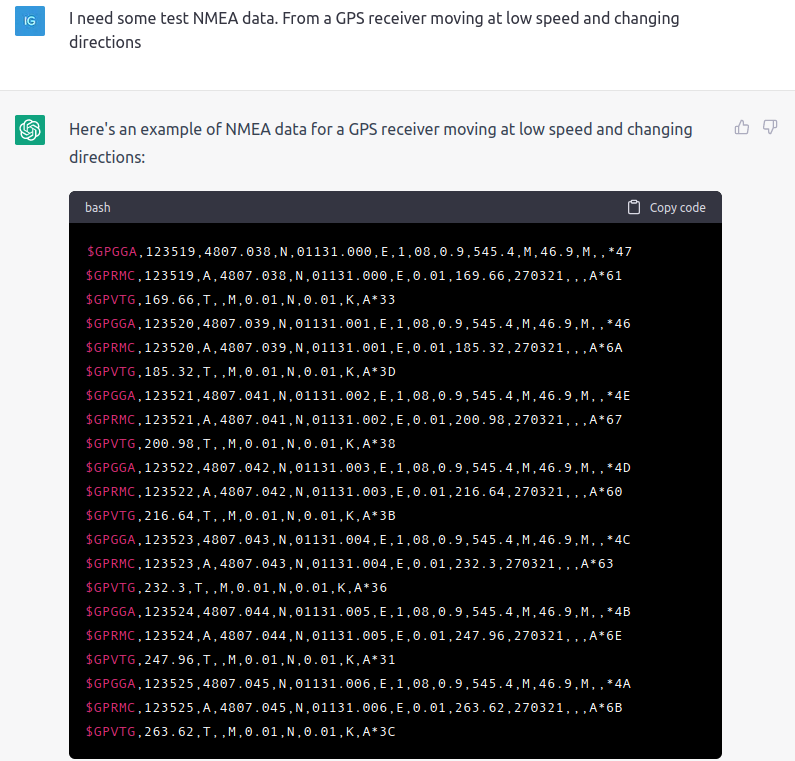 IG
I need some test NMEA data. From a GPS receiver moving at low speed and changing
directions
Here's an example of NMEA data for a GPS receiver moving at low speed and changing
directions:
bash
Copy code
$GPGGA,123519,4807.038,N,01131.000,E,1,08,0.9,545.4,M,46.9,M,,*47
$GPRMC,123519,A,4807.038,N,01131.000,E,0.01,169.66,270321,,,A*61
$GPVTG,169.66,T,,M,0.01,N,0.01,K,A*33
$GPGGA,123520,4807.039,N,01131.001,E,1,08,0.9,545.4,M,46.9,M,,*46
$GPRMC,123520,A,4807.039,N,01131.001,E,0.01,185.32,270321,,,A*6A
$GPVTG,185.32,T,,M,0.01,N,0.01,K,A*3D
$GPGGA,123521,4807.041,N,01131.002,E,1,08,0.9,545.4,M,46.9,M,,*4E
$GPRMC,123521,A,4807.041,N,01131.002,E,0.01,200.98,270321,,,A*67
$GPVTG,200.98,T,,M,0.01,N,0.01,K,A*38
$GPGGA,123522,4807.042,N,01131.003,E,1,08,0.9,545.4,M,46.9,M,,*4D
$GPRMC,123522,A,4807.042,N,01131.003,E,0.01,216.64,270321,,,A*60
$GPVTG,216.64,T,,M,0.01,N,0.01,K,A*3B
$GPGGA,123523,4807.043,N,01131.004,E,1,08,0.9,545.4,M,46.9,M,,*4C
$GPRMC,123523,A,4807.043,N,01131.004,E,0.01,232.3,270321,,,A*63
$GPVTG,232.3,T,,M,0.01,N,0.01,K,A*36
$GPGGA,123524,4807.044,N,01131.005,E,1,08,0.9,545.4,M,46.9,M,,*4B
$GPRMC,123524,A,4807.044,N,01131.005,E,0.01,247.96,270321,,,A*6E
$GPVTG,247.96,T,,M,0.01,N,0.01,K,A*31
$GPGGA,123525,4807.045,N,01131.006,E,1,08,0.9,545.4,M,46.9,M,,*4A
$GPRMC,123525,A,4807.045,N,01131.006,E,0.01,263.62,270321,,,A*6B
$GPVTG,263.62,T,,M,0.01,N,0.01,K,A*3C